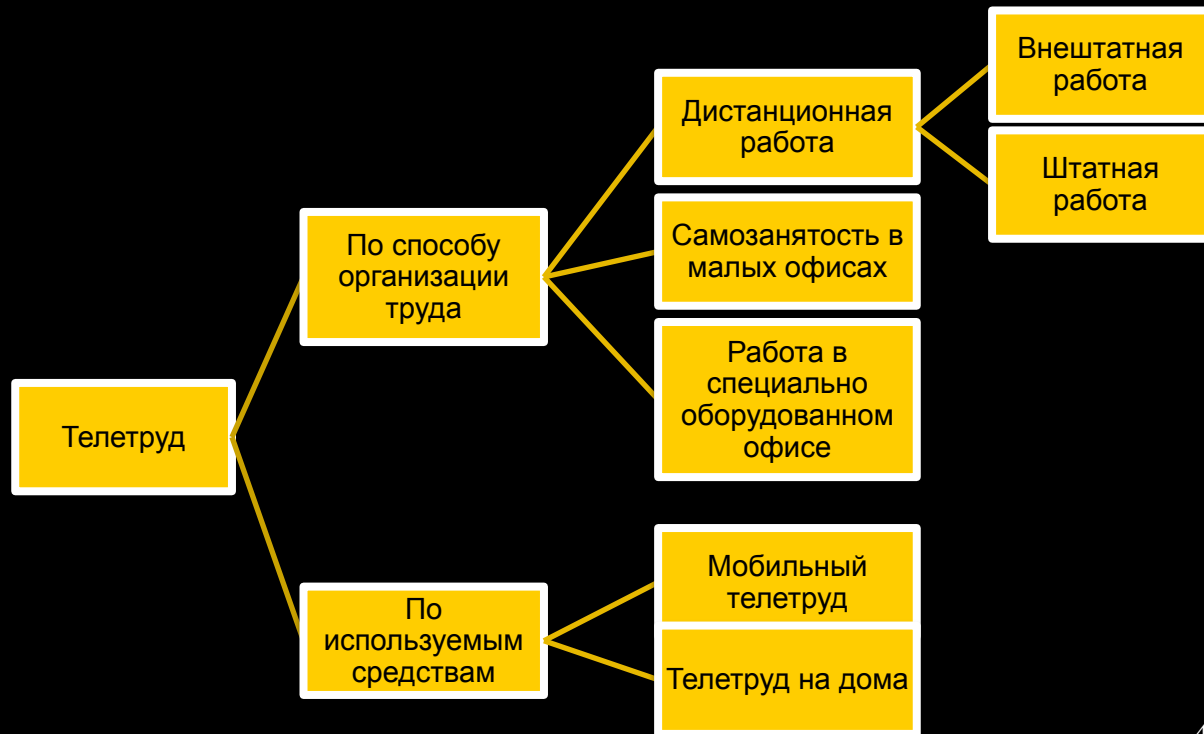 Телетруд
По способу
организации
труда
Дистанционная
работа
Внештатная
работа
Штатная
работа
Самозанятость в
малых офисах
Работа в
специально
оборудованном
офисе
По
используемым
средствам
Мобильный
телетруд
Телетруд на дома